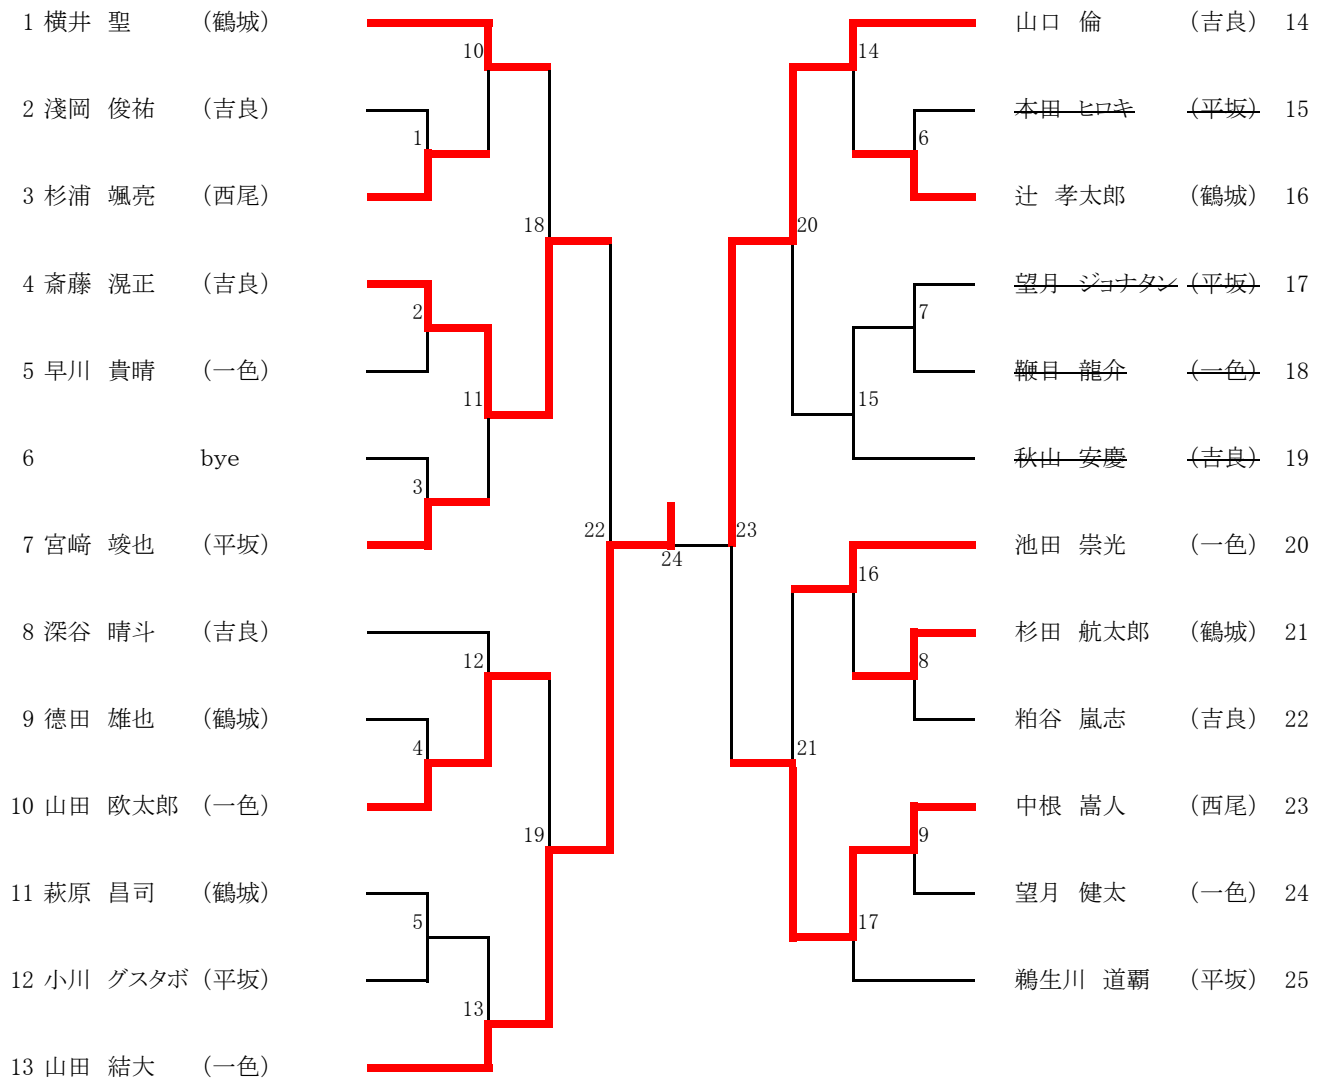 1 横井 聖 (鶴城)
2 淺岡 俊祐 (吉良)
3 杉浦 颯亮 (西尾)
4 斎藤 滉正 (吉良)
5 早川 貴晴 (一色)
6 bye
7 宮﨑 竣也 (平坂)
8 深谷 晴斗 (吉良)
9 德田 雄也 (鶴城)
10 山田 欧太郎 (一色)
11 萩原 昌司 (鶴城)
12 小川 グスタボ (平坂)
13 山田 結大 (一色)
10
1
18
2
11
3
22
12
4
19
5
13
24
14
6
20
7
15
23
16
8
21
9
17
山口 倫 (吉良) 14
本田 ヒロキ (平坂) 15
辻 孝太郎 (鶴城) 16
望月 ジョナタン (平坂) 17
鞭目 龍介 (一色) 18
秋山 安慶 (吉良) 19
池田 崇光 (一色) 20
杉田 航太郎 (鶴城) 21
粕谷 嵐志 (吉良) 22
中根 嵩人 (西尾) 23
望月 健太 (一色) 24
鵜生川 道覇 (平坂) 25